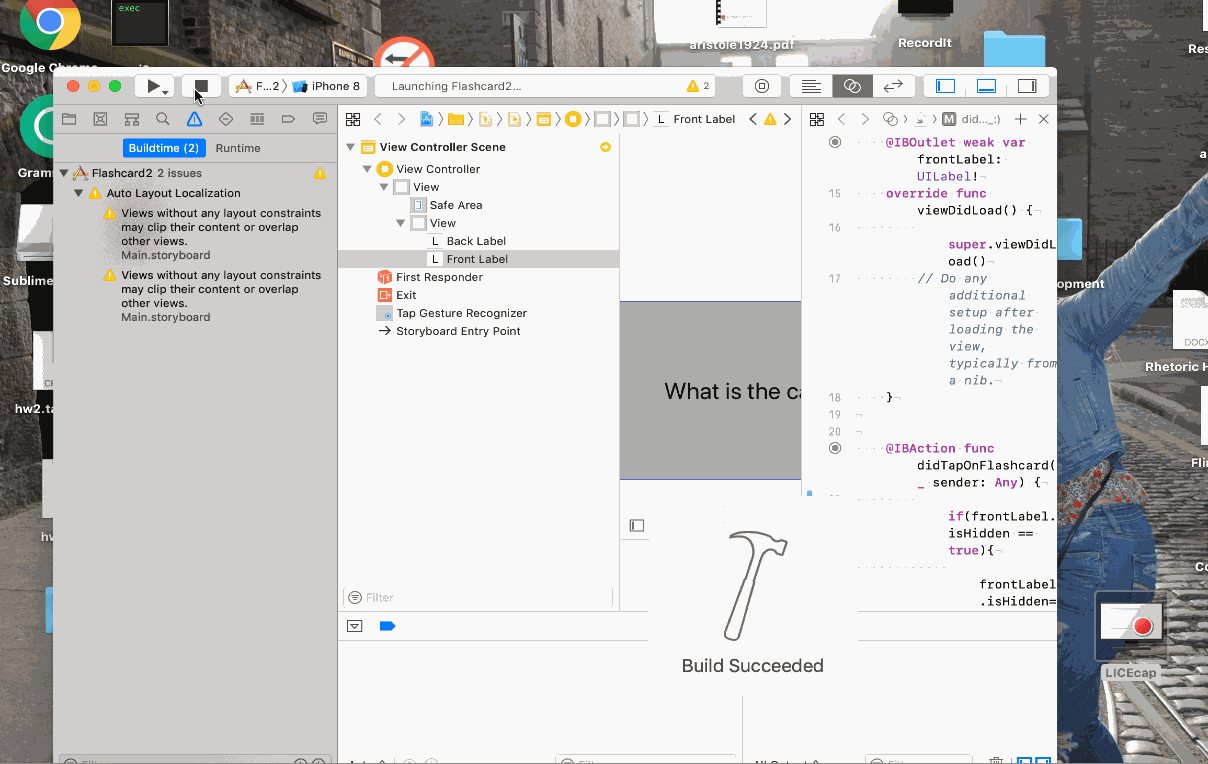 exec
Google Chrome
aristole1924.pdf
RecordIt
F...2
iPhone 8
Launching Flashcard2...
2
Front Label
did..._:)
Buildtime (2)
Runtime
Flashcard2 2 issues
Auto Layout Localization
Views without any layout constraints
may clip their content or overlap
other views.
Main.storyboard
Views without any layout constraints
may clip their content or overlap
other views.
Main.storyboard
View Controller Scene
View Controller
View
Safe Area
View
L Back Label
L Front Label
First Responder
Exit
Tap Gesture Recognizer
Storyboard Entry Point
Filter
What is the ca
@IBOutlet weak var
frontLabel:
UILabel!
15 override func
viewDidLoad() {
16
super.viewDidL
oad()
17 // Do any
additional
setup after
loading the
view,
typically from
a nib.
18 }
19
20
@IBAction func
didTapOnFlashcard(
_ sender: Any) {
if(frontLabel.
isHidden ==
true){
frontLabel
.isHidden=
Build Succeeded
Gram
Sublime
hw2.ta
hw
Res
a
opment
DOCX
Rhetoric H
Flin
Co
LICEcap